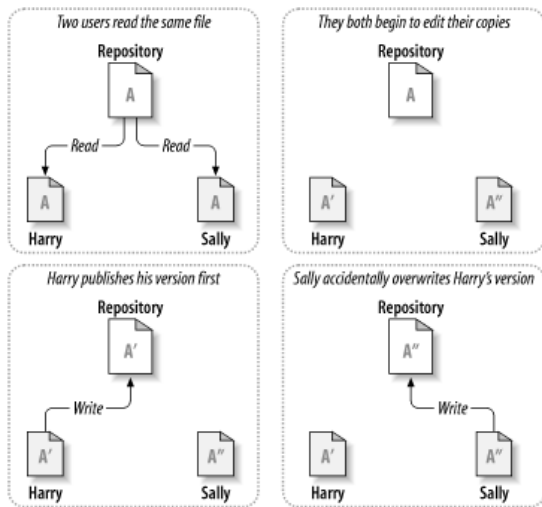 Two users read the same file
Repository
A
Read Read
A A
Harry Sally
They both begin to edit their copies
Repository
A
A′ A″
Harry Sally
Harry publishes his version first
Repository
A′
Write
A′ A″
Harry Sally
Sally accidentally overwrites Harry’s version
Repository
A″
Write
A′ A″
Harry Sally